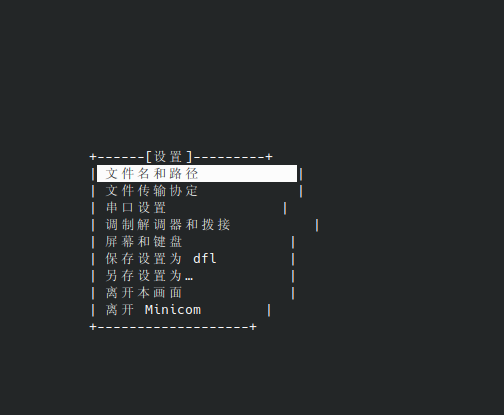 +------[设置]---------+
| 文件名和路径 |
| 文件传输协定 |
| 串口设置 |
| 调制解调器和拨接 |
| 屏幕和键盘 |
| 保存设置为 dfl |
| 另存设置为… |
| 离开本画面 |
| 离开 Minicom |
+-------------------+